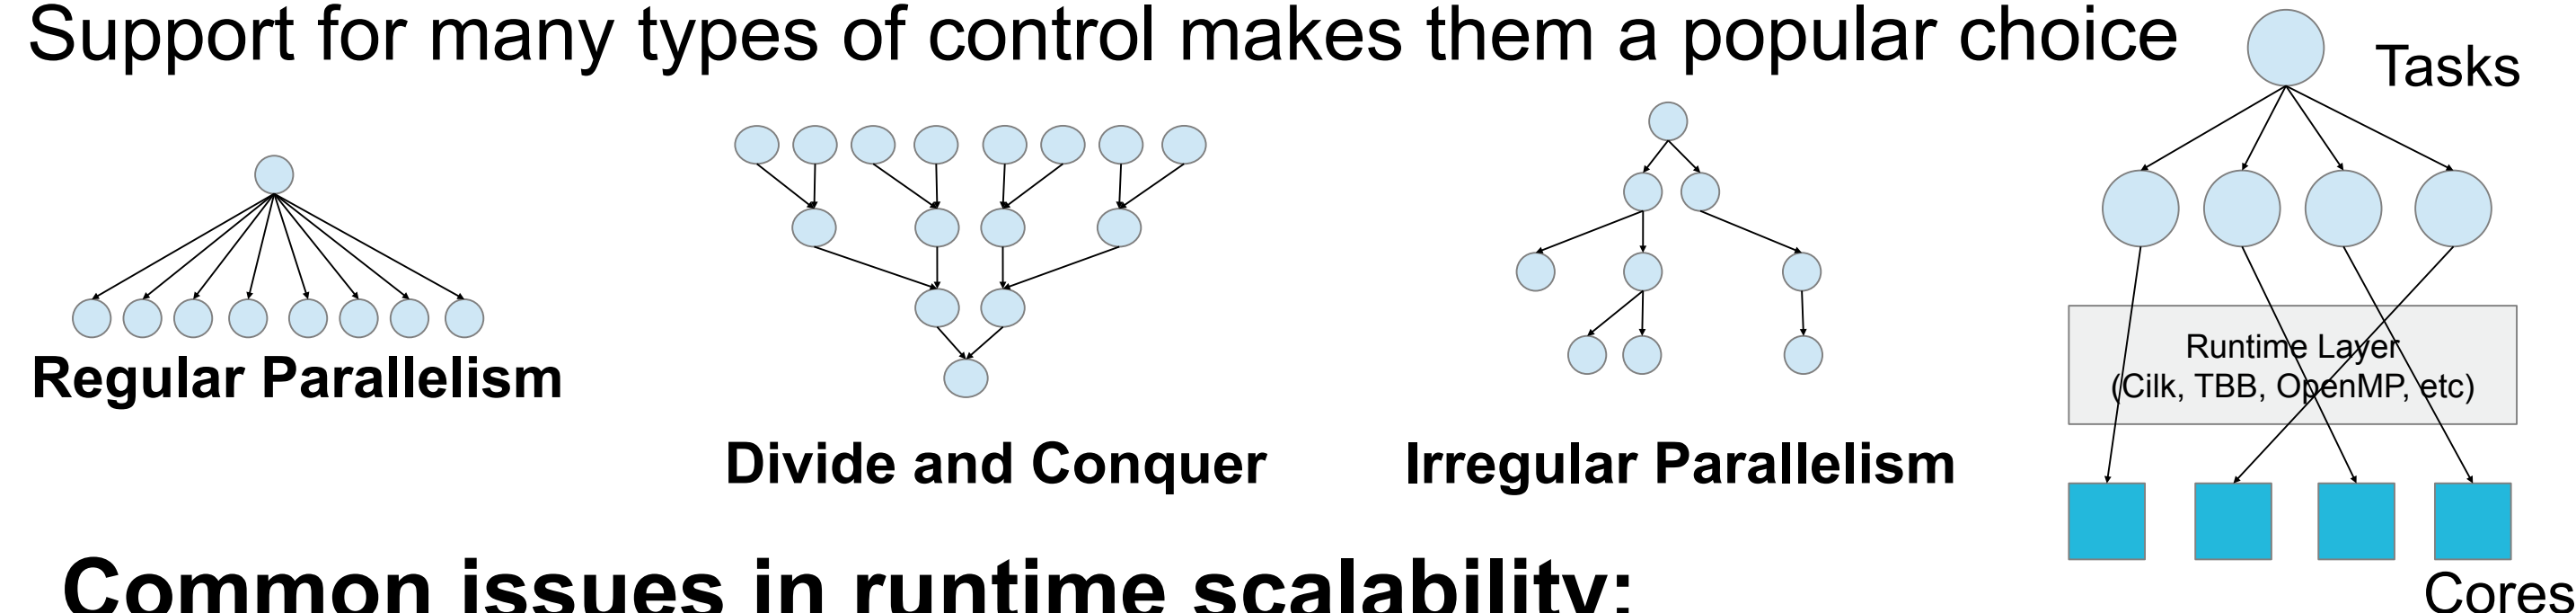 Support for many types of control makes them a popular choice
Tasks
Regular Parallelism
Divide and Conquer
Irregular Parallelism
Runtime Layer
(Cilk, TBB, OpenMP, etc)
Cores
Common issues in runtime scalability: